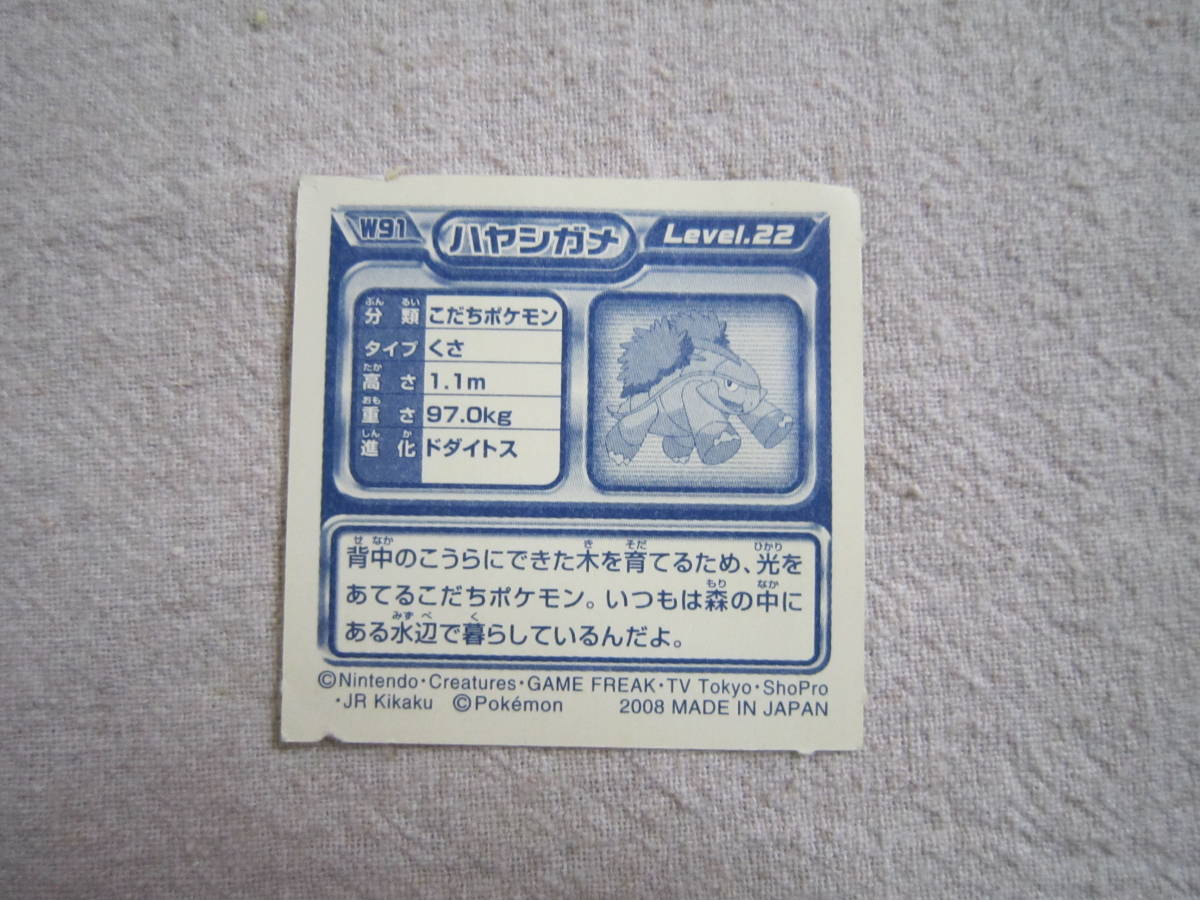 W91 ハヤシガメ Level.22
ぶん るい
分類 こだちポケモン
タイプ くさ
たか
高さ 1.1m
おも
重さ 97.0kg
しん か
進化 ドダイトス
せ なか き そだ ひかり
背中のこうらにできた木を育てるため、光を
もり なか
あてるこだちポケモン。いつもは森の中に
みず べ く
ある水辺で暮らしているんだよ。
©Nintendo・Creatures・GAME FREAK・TV Tokyo・ShoPro
・JR Kikaku ©Pokémon 2008 MADE IN JAPAN